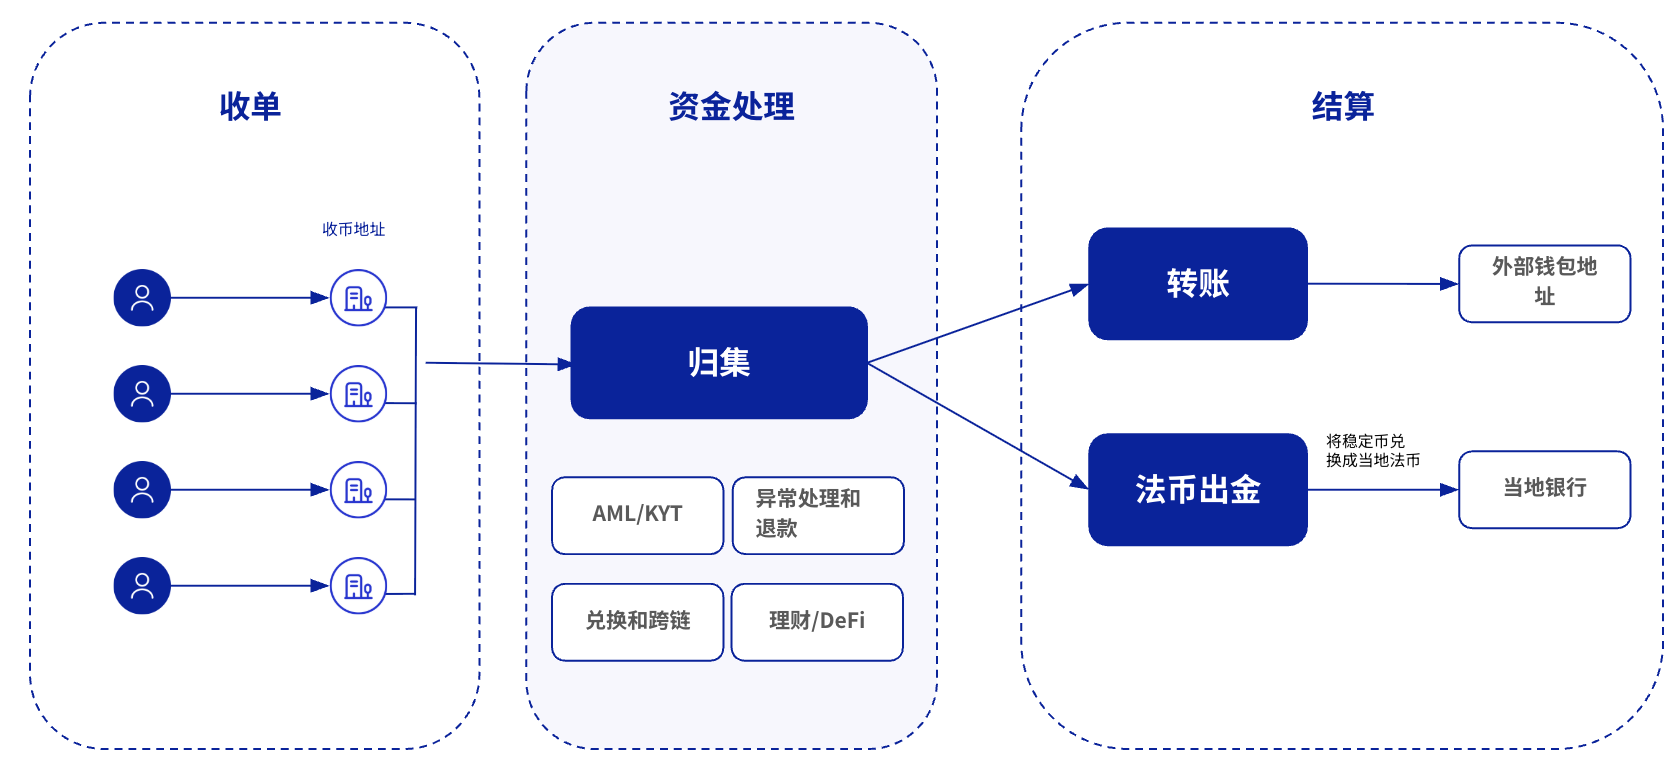 收单
资金处理
结算
收币地址
归集
AML/KYT
异常处理和
退款
兑换和跨链
理财/DeFi
转账
外部钱包地
址
法币出金
将稳定币兑
换成当地法币
当地银行